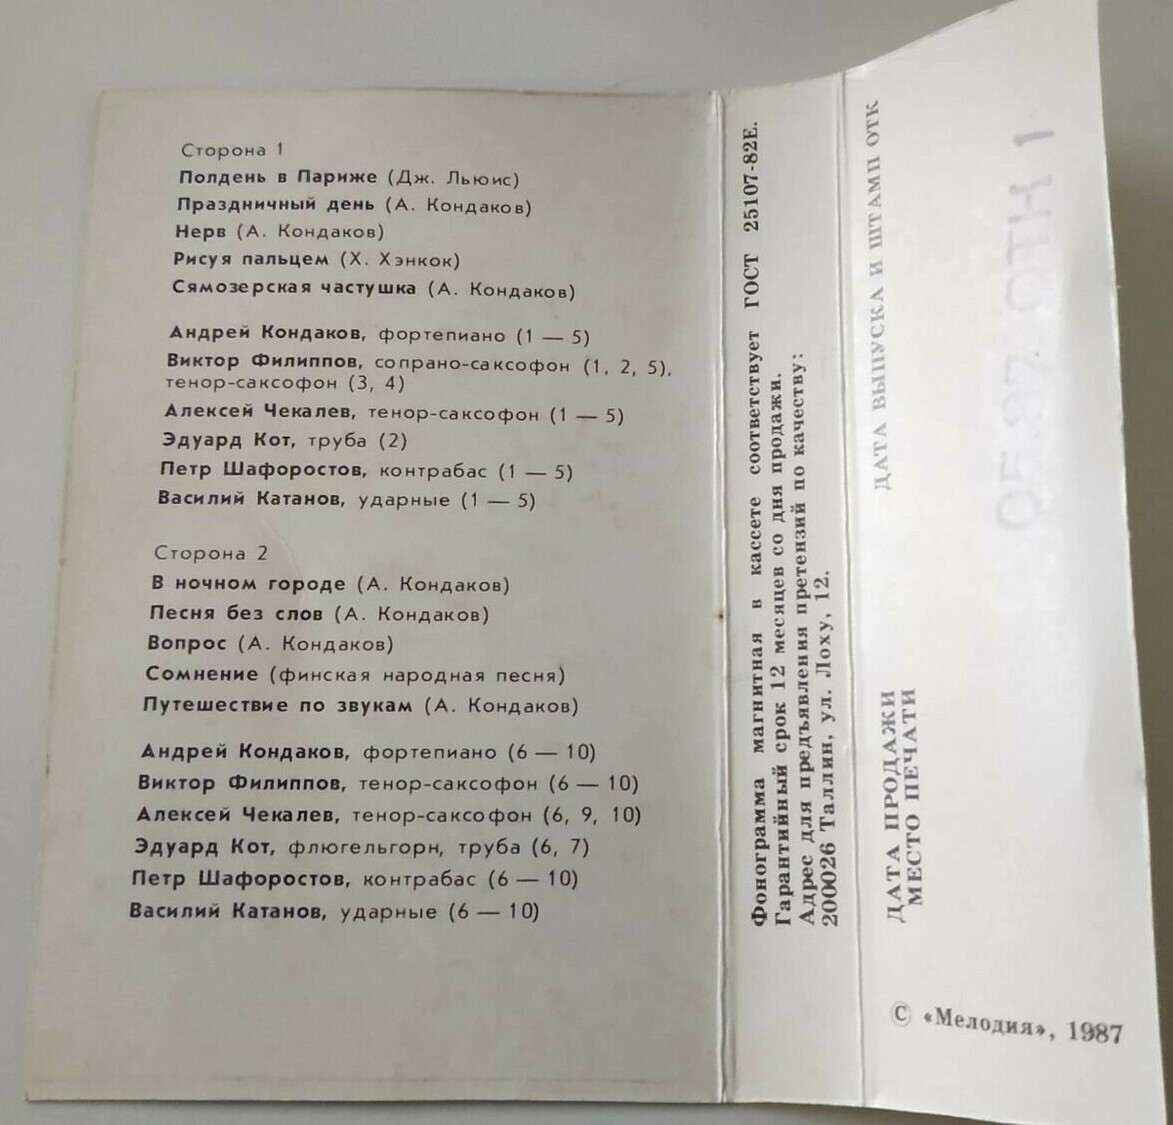 Сторона 1
Полдень в Париже (Дж. Льюис)
Праздничный день (А. Кондаков)
Нерв (А. Кондаков)
Рисуя пальцем (Х. Хэнкок)
Сямозерская частушка (А. Кондаков)
Андрей Кондаков, фортепиано (1 — 5)
Виктор Филиппов, сопрано-саксофон (1, 2, 5),
тенор-саксофон (3, 4)
Алексей Чекалев, тенор-саксофон (1 — 5)
Эдуард Кот, труба (2)
Петр Шафоростов, контрабас (1 — 5)
Василий Катанов, ударные (1 — 5)
Сторона 2
В ночном городе (А. Кондаков)
Песня без слов (А. Кондаков)
Вопрос (А. Кондаков)
Сомнение (финская народная песня)
Путешествие по звукам (А. Кондаков)
Андрей Кондаков, фортепиано (6 — 10)
Виктор Филиппов, тенор-саксофон (6 — 10)
Алексей Чекалев, тенор-саксофон (6, 9, 10)
Эдуард Кот, флюгельгорн, труба (6, 7)
Петр Шафоростов, контрабас (6 — 10)
Василий Катанов, ударные (6 — 10)
Фонограмма магнитная в кассете соответствует ГОСТ 25107-82Е.
Гарантийный срок 12 месяцев со дня продажи.
Адрес для предъявления претензий по качеству:
200026 Таллин, ул. Лоху, 12.
ДАТА ВЫПУСКА И ШТАМП ОТК
ДАТА ПРОДАЖИ
МЕСТО ПЕЧАТИ
© «Мелодия», 1987